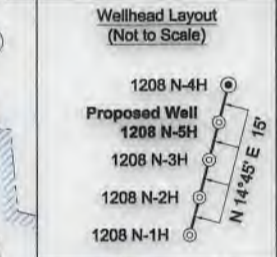 Wellhead Layout
(Not to Scale)
1208 N-4H
Proposed Well
1208 N-5H
1208 N-3H
1208 N-2H
1208 N-1H
N 14°45' E 15'